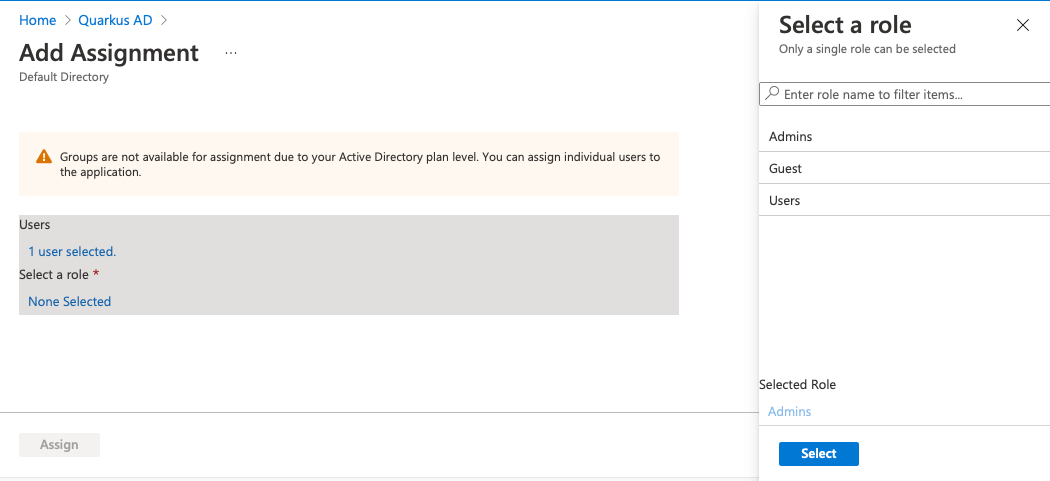 Home > Quarkus AD >
Add Assignment ...
Default Directory
Groups are not available for assignment due to your Active Directory plan level. You can assign individual users to
the application.
Users
1 user selected.
Select a role *
None Selected
Assign
Select a role
Only a single role can be selected
Enter role name to filter items...
Admins
Guest
Users
Selected Role
Admins
Select